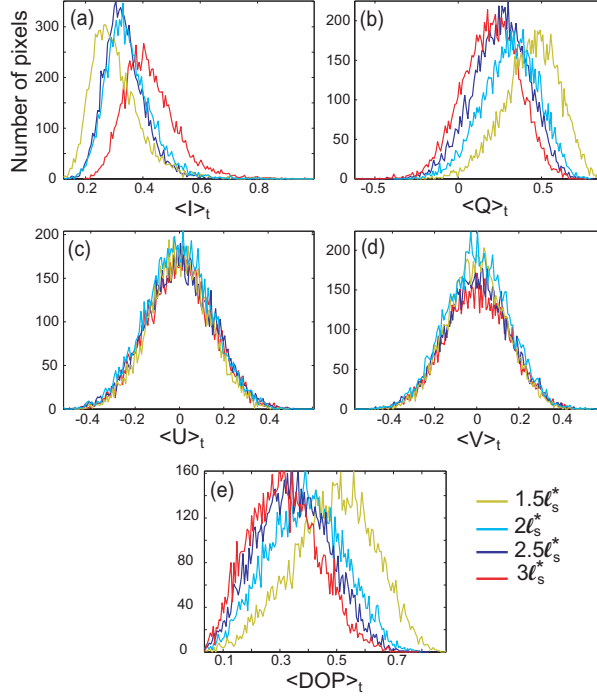 (a)
Number of pixels
300
200
100
0
0.2 0.4 0.6 0.8
<I>t
(b)
200
150
100
50
0
-0.5 0 0.5
<Q>t
(c)
200
150
100
50
0
-0.4 -0.2 0 0.2 0.4
<U>t
(d)
200
150
100
50
0
-0.4 -0.2 0 0.2 0.4
<V>t
(e)
160
120
80
40
0
0.1 0.3 0.5 0.7
<DOP>t
1.5ℓs*
2ℓs*
2.5ℓs*
3ℓs*